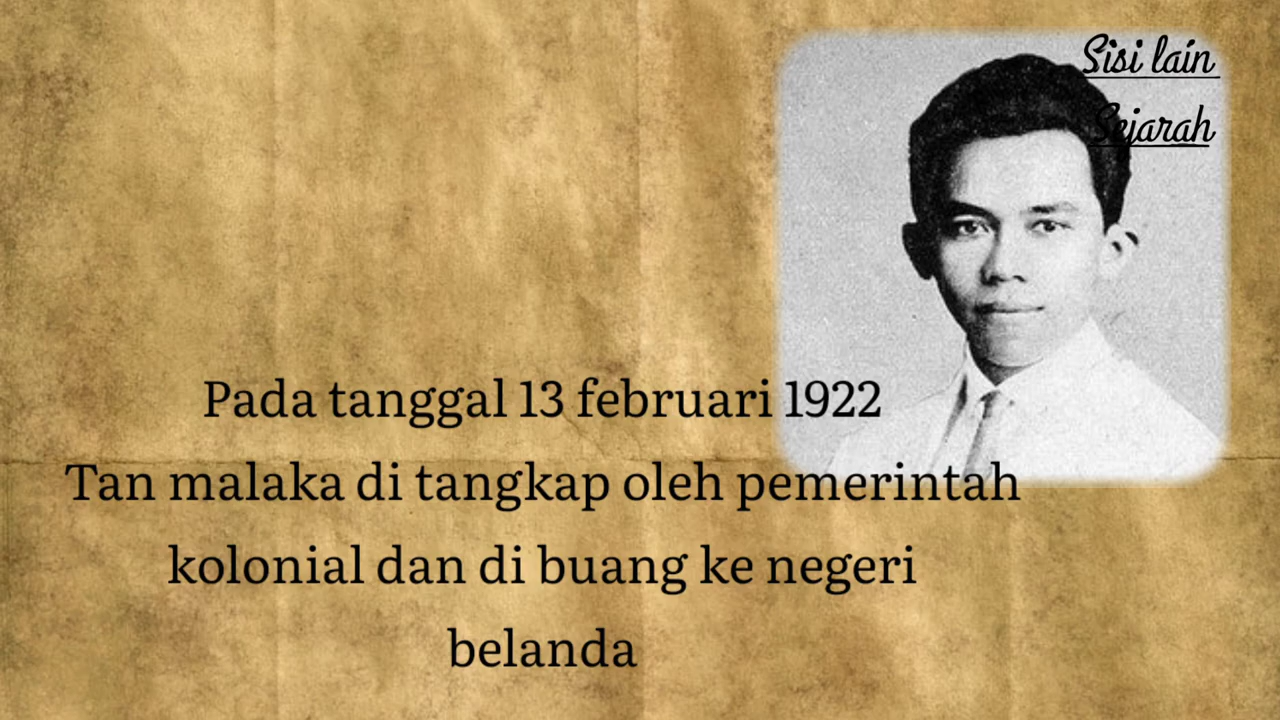 Sisi lain
Sejarah
Pada tanggal 13 februari 1922
Tan malaka di tangkap oleh pemerintah
kolonial dan di buang ke negeri
belanda